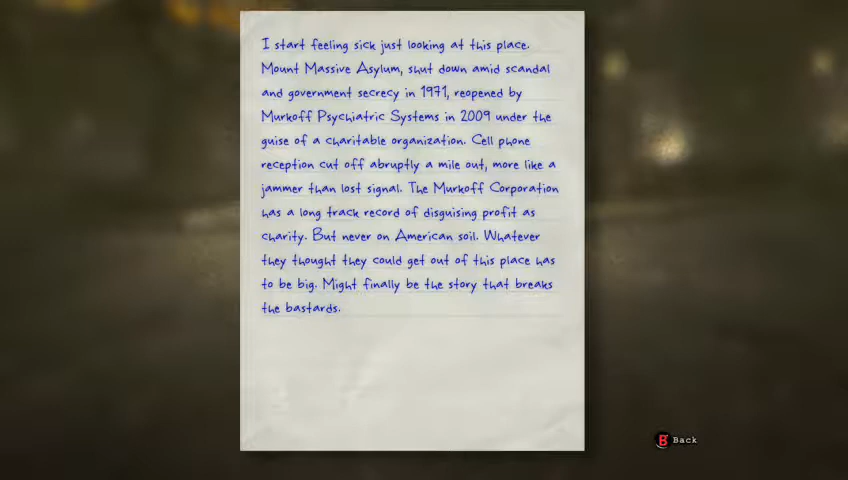 I start feeling sick just looking at this place.
Mount Massive Asylum, shut down amid scandal
and government secrecy in 1971, reopened by
Murkoff Psychiatric Systems in 2009 under the
guise of a charitable organization. Cell phone
reception cut off abruptly a mile out, more like a
jammer than lost signal. The Murkoff Corporation
has a long track record of disguising profit as
charity. But never on American soil. Whatever
they thought they could get out of this place has
to be big. Might finally be the story that breaks
the bastards.
B Back